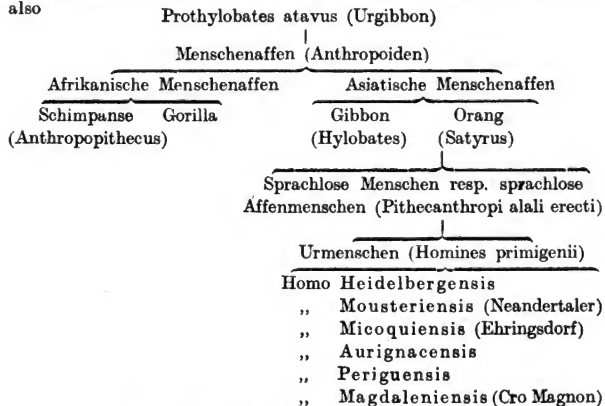 also
Prothylobates atavus (Urgibbon)
Menschenaffen (Anthropoiden)
Afrikanische Menschenaffen Asiatische Menschenaffen
Schimpanse Gorilla Gibbon Orang
(Anthropopithecus) (Hylobates) (Satyrus)
Sprachlose Menschen resp. sprachlose
Affenmenschen (Pithecanthropi alali erecti)
Urmenschen (Homines primigenii)
Homo Heidelbergensis
„ Mousteriensis (Neandertaler)
„ Micoquiensis (Ehringsdorf)
„ Aurignacensis
„ Periguensis
„ Magdaleniensis (Cro Magnon)